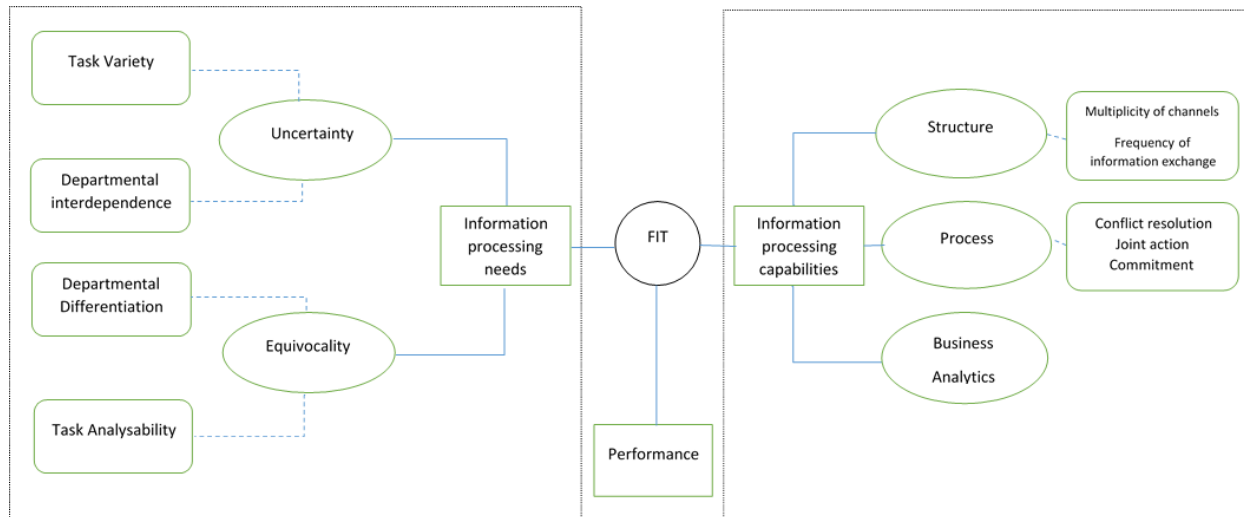 Task Variety
Uncertainty
Departmental
interdependence
Departmental
Differentiation
Equivocality
Task Analysability
Information
processing
needs
FIT
Performance
Information
processing
capabilities
Structure
Multiplicity of channels
Frequency of
information exchange
Process
Conflict resolution
Joint action
Commitment
Business
Analytics